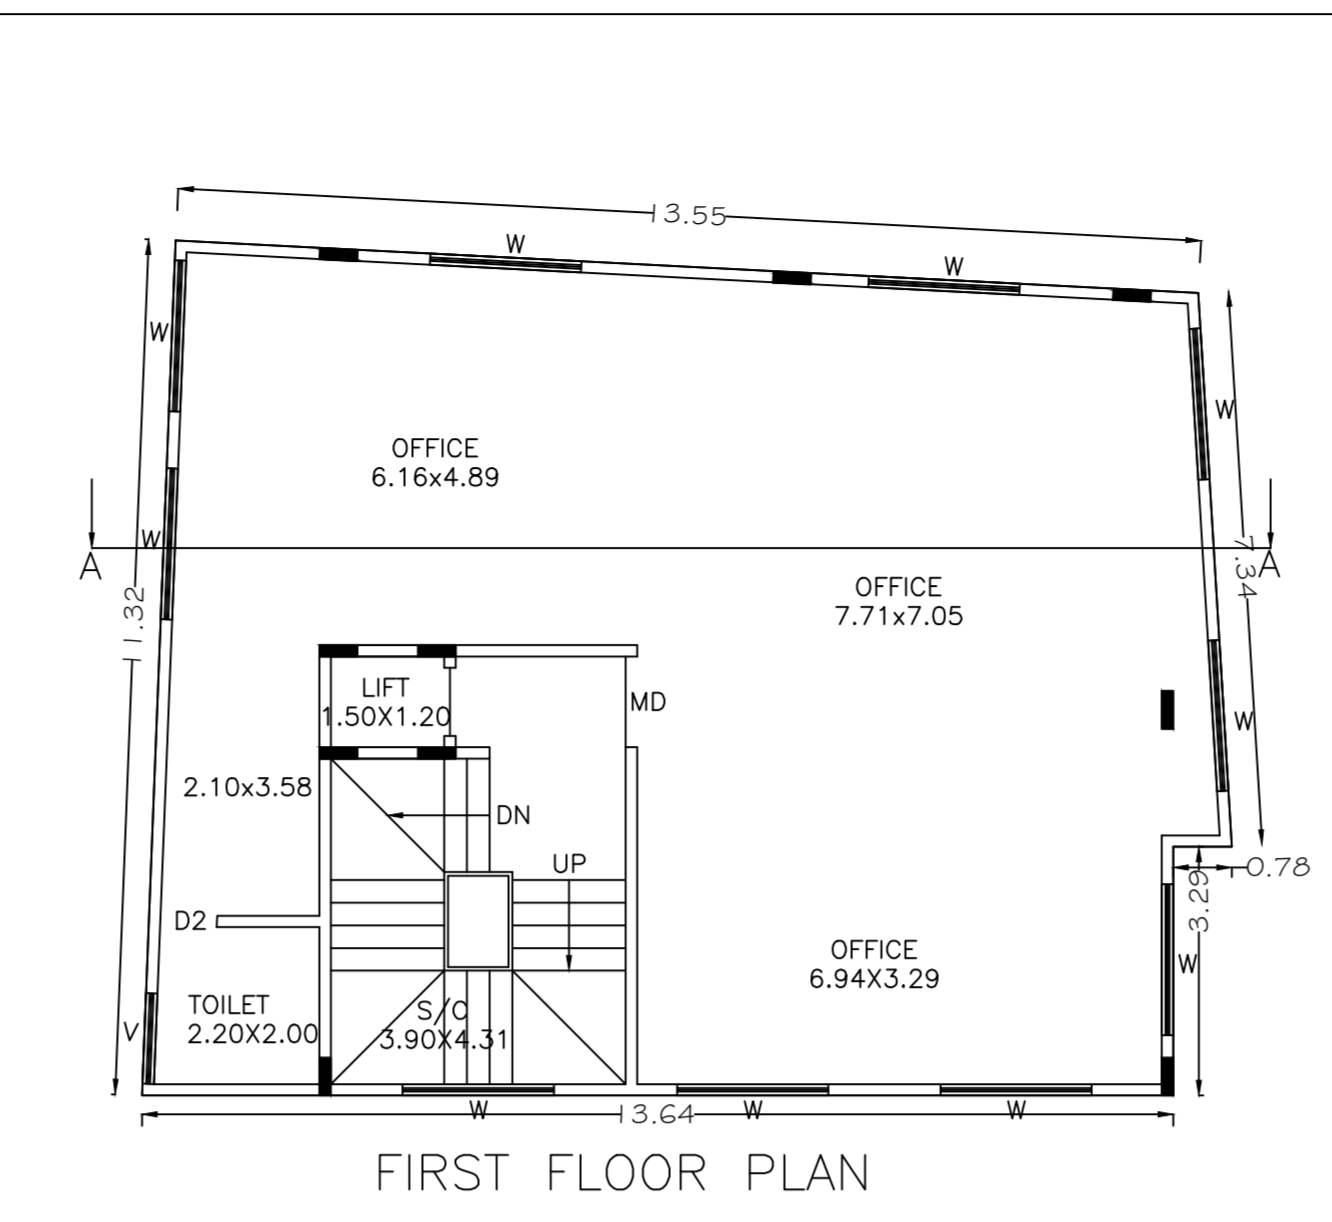 13.55
W
W
W
W
OFFICE
6.16x4.89
W
A
A
7.34
OFFICE
7.71x7.05
11.32
LIFT
1.50X1.20
MD
W
2.10x3.58
DN
UP
0.78
3.29
D2
OFFICE
6.94X3.29
W
TOILET
2.20X2.00
S/C
3.90X4.31
V
W
13.64
W
W
FIRST FLOOR PLAN